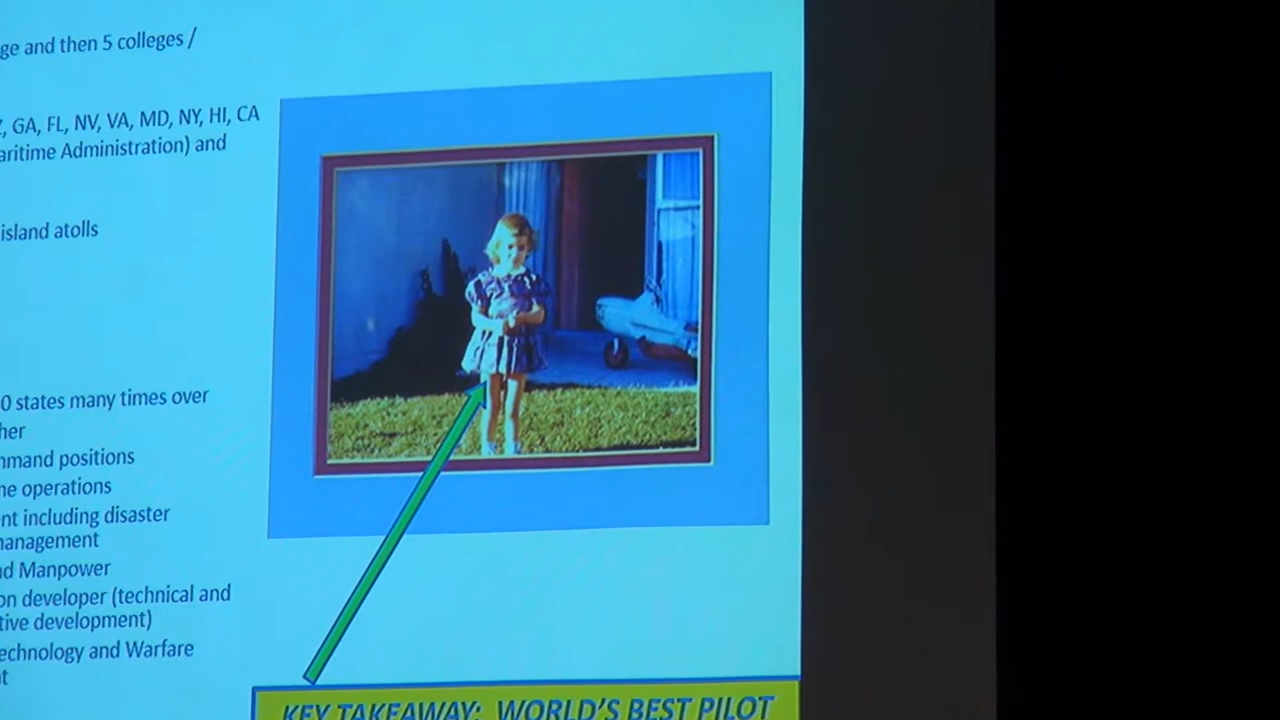 ge and then 5 colleges /
, GA, FL, NV, VA, MD, NY, HI, CA
aritime Administration) and
island atolls
0 states many times over
her
mmand positions
ne operations
nt including disaster
nanagement
d Manpower
on developer (technical and
tive development)
echnology and Warfare
t
KEY TAKEAWAY: WORLD'S BEST PILOT